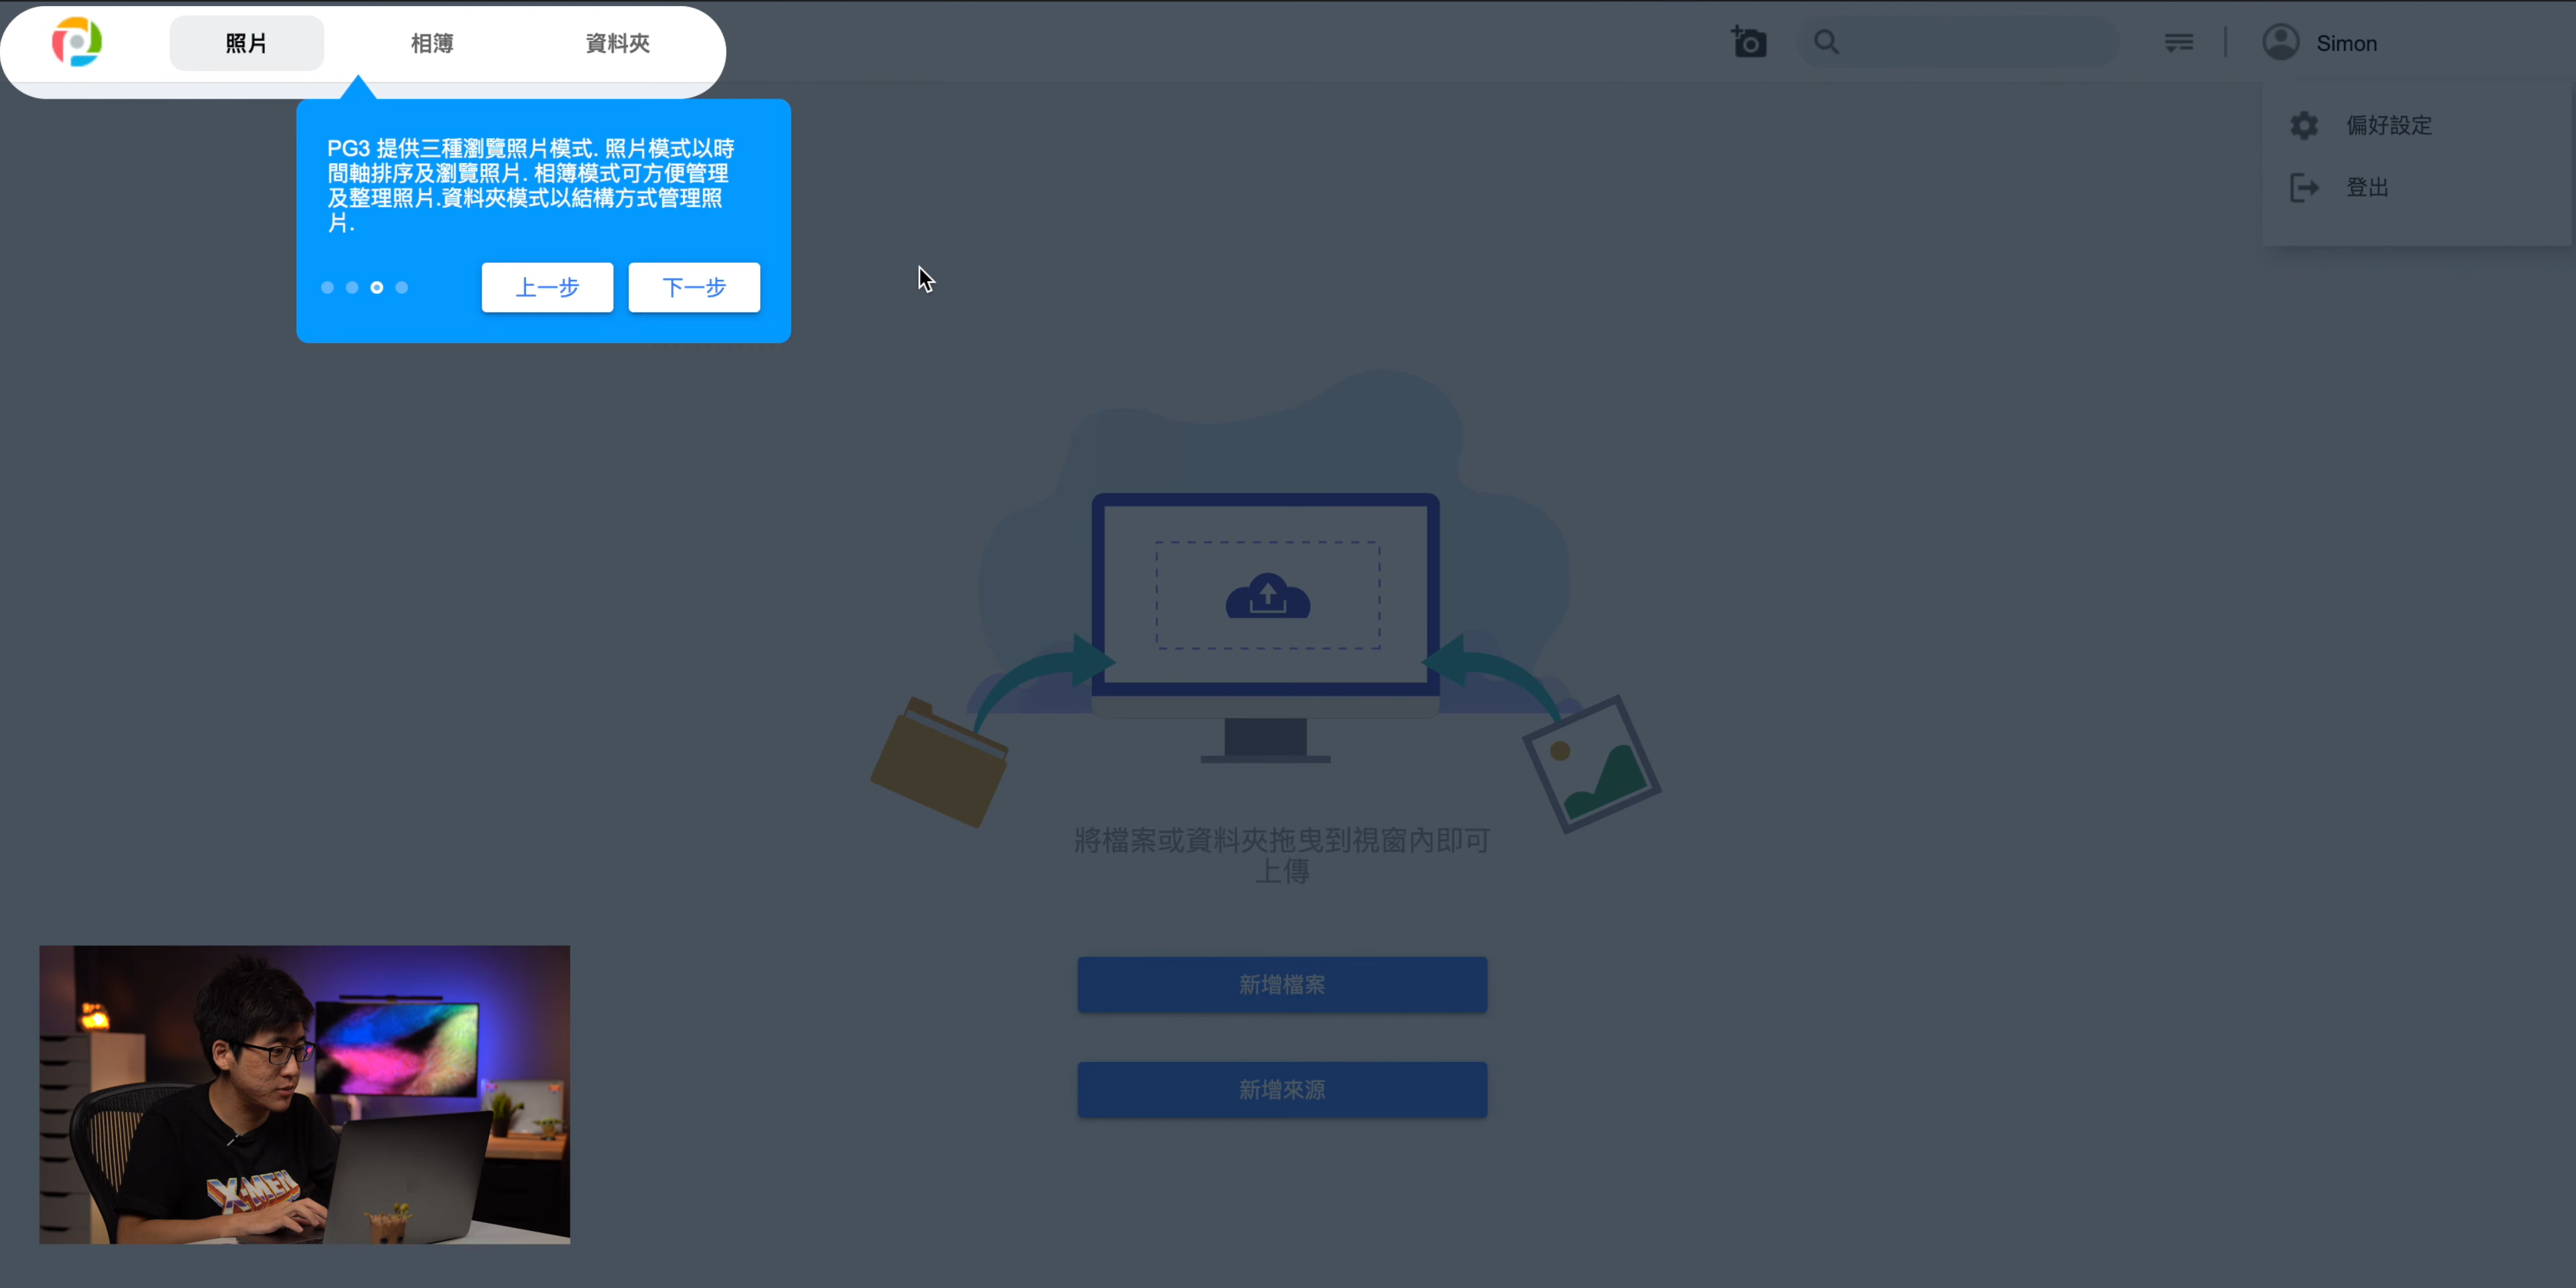 照片
相簿
資料夾
Simon
偏好設定
登出
PG3 提供三種瀏覽照片模式. 照片模式以時
間軸排序及瀏覽照片. 相簿模式可方便管理
及整理照片.資料夾模式以結構方式管理照
片.
上一步
下一步
將檔案或資料夾拖曳到視窗內即可
上傳
新增檔案
新增來源
X-MEN